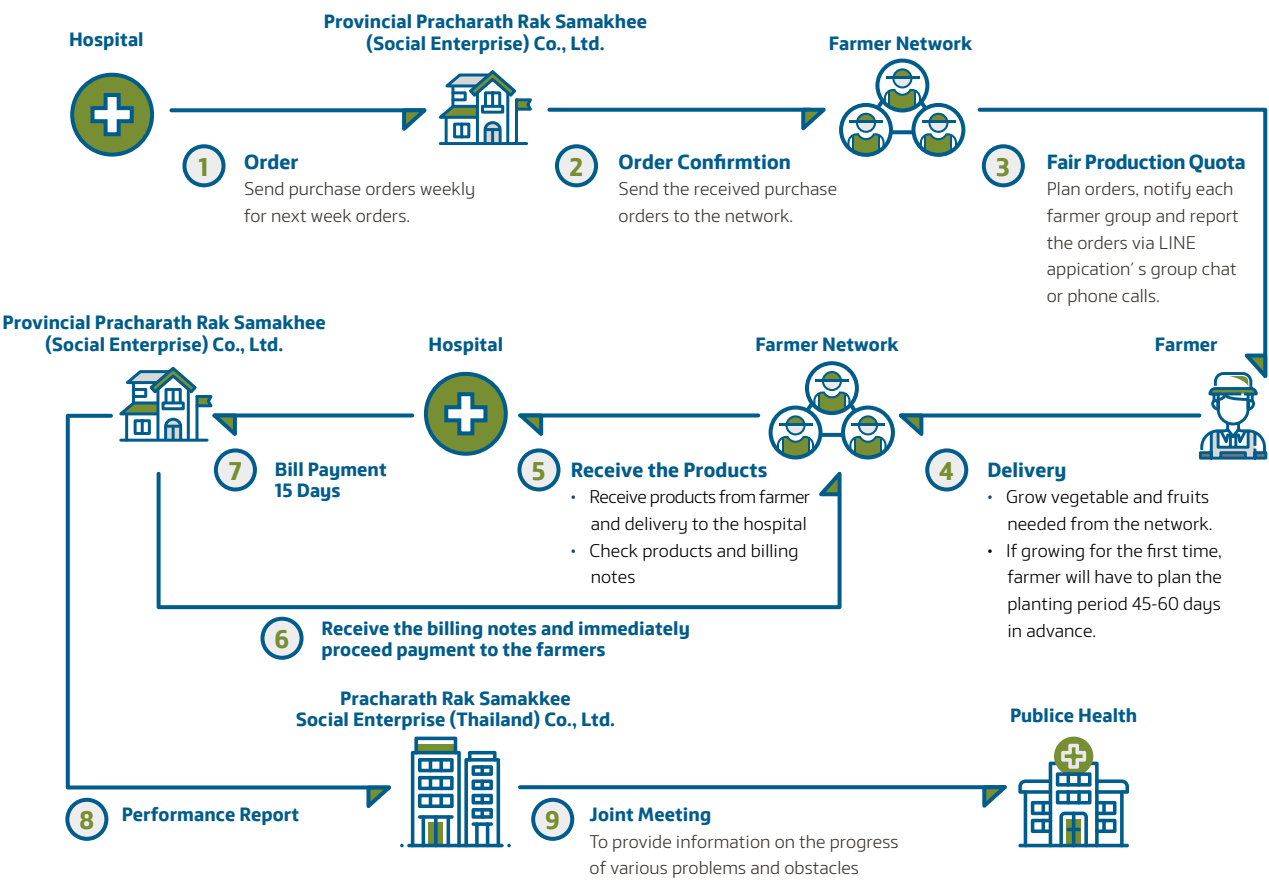 Hospital
Provincial Pracharath Rak Samakhee
(Social Enterprise) Co., Ltd.
Farmer Network
1
Order
Send purchase orders weekly
for next week orders.
2
Order Confirmtion
Send the received purchase
orders to the network.
3
Fair Production Quota
Plan orders, notify each
farmer group and report
the orders via LINE
appication´ s group chat
or phone calls.
Provincial Pracharath Rak Samakhee
(Social Enterprise) Co., Ltd.
Hospital
Farmer Network
Farmer
7
Bill Payment
15 Days
5
Receive the Products
• Receive products from farmer
and delivery to the hospital
• Check products and billing
notes
4
Delivery
• Grow vegetable and fruits
needed from the network.
• If growing for the first time,
farmer will have to plan the
planting period 45-60 days
in advance.
6
Receive the billing notes and immediately
proceed payment to the farmers
Pracharath Rak Samakkee
Social Enterprise (Thailand) Co., Ltd.
Publice Health
8
Performance Report
9
Joint Meeting
To provide information on the progress
of various problems and obstacles